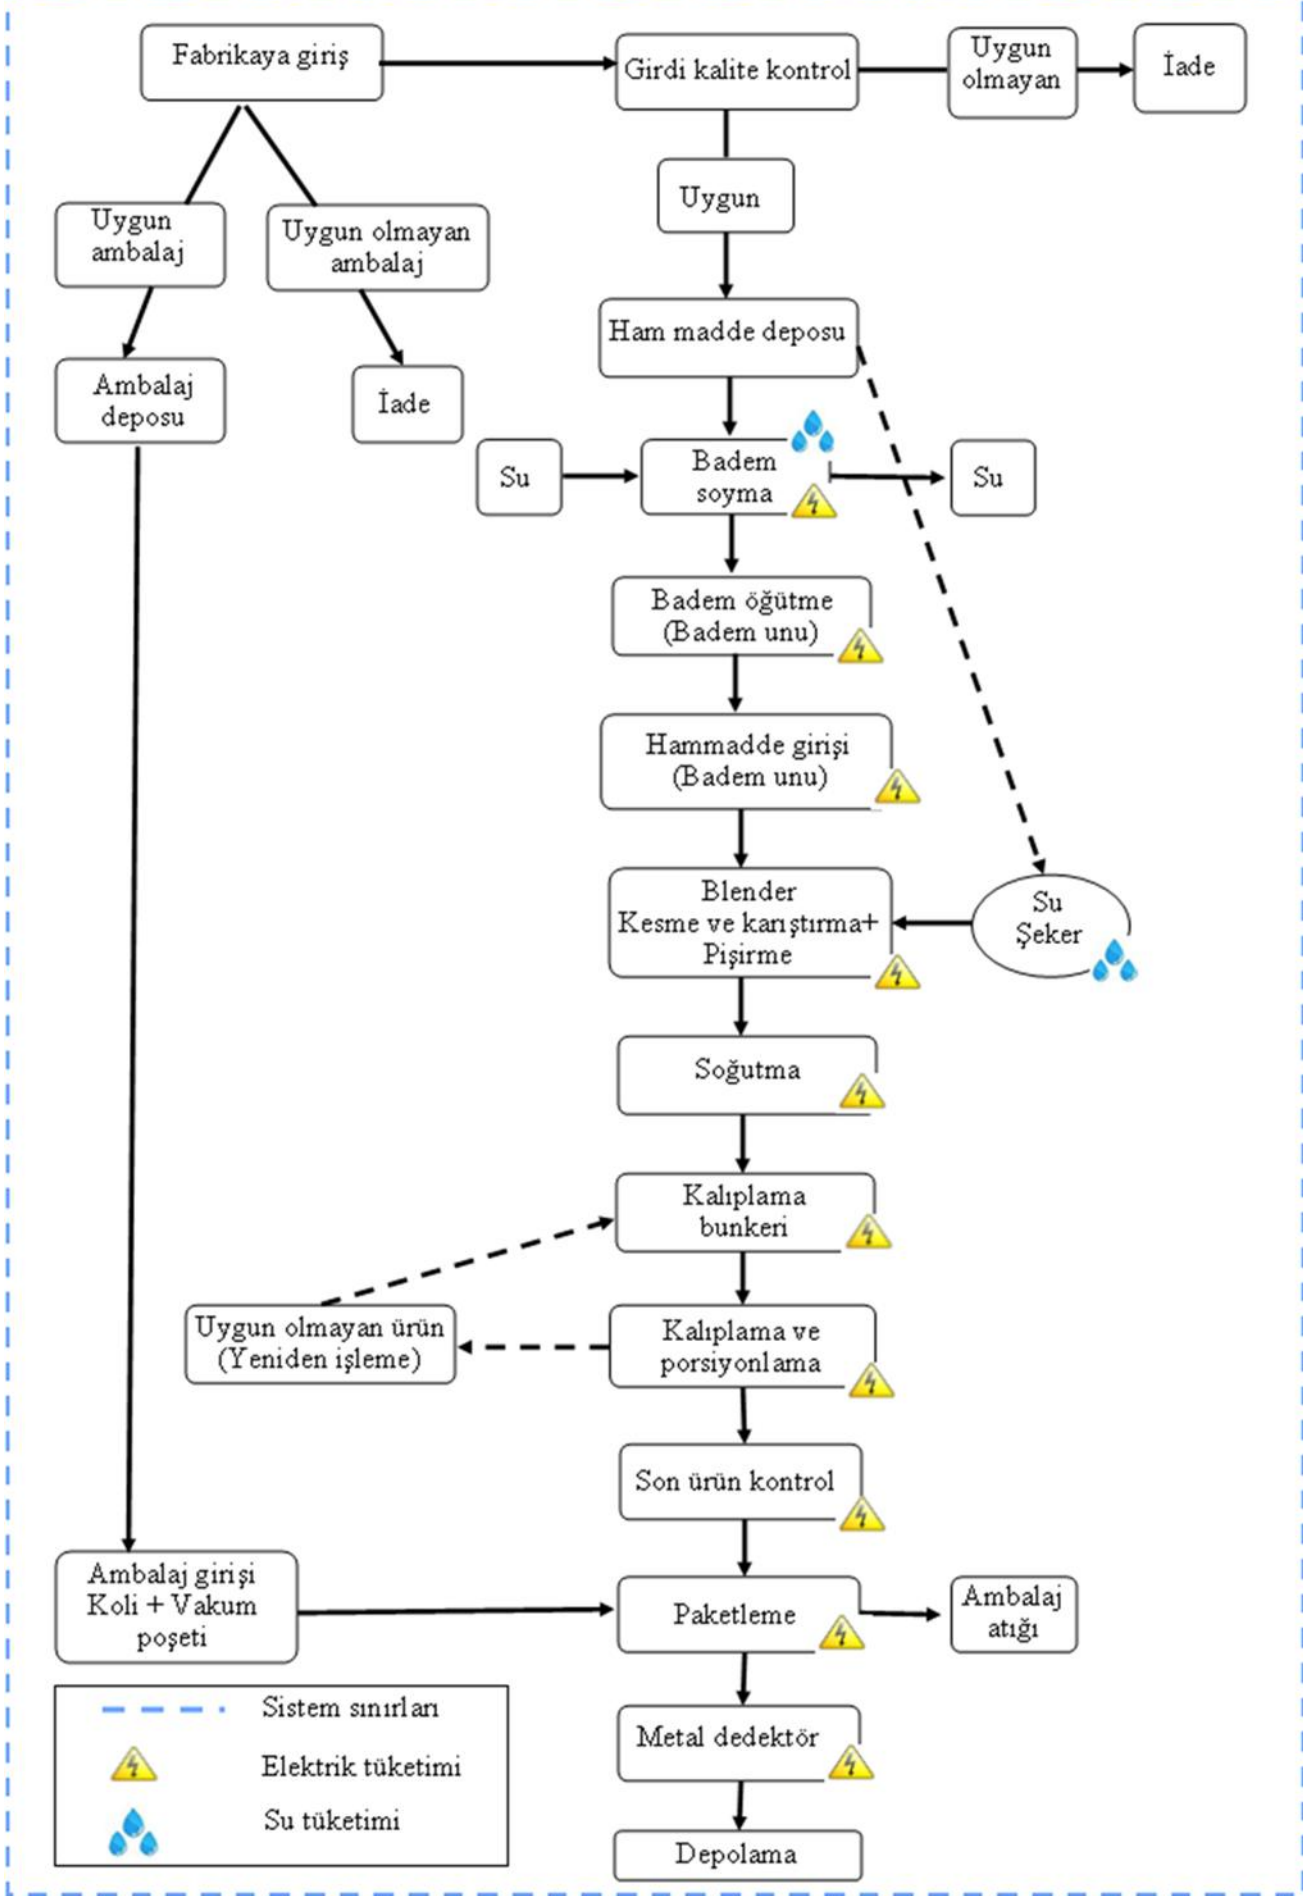 Fabrikaya giriş
Girdi kalite kontrol
Uygun
olmayan
İade
Uygun
Uygun
ambalaj
Uygun olmayan
ambalaj
Ham madde deposu
Ambalaj
deposu
İade
Su
Badem
soyma
Su
Badem öğütme
(Badem unu)
Hammadde girişi
(Badem unu)
Blender
Kesme ve karıştırma+
Pişirme
Su
Şeker
Soğutma
Kalıplama
bunkeri
Uygun olmayan ürün
(Yeniden işleme)
Kalıplama ve
porsiyonlama
Son ürün kontrol
Ambalaj girişi
Koli + Vakum
poşeti
Paketleme
Ambalaj
atığı
Metal dedektör
Depolama
Sistem sınırları
Elektrik tüketimi
Su tüketimi